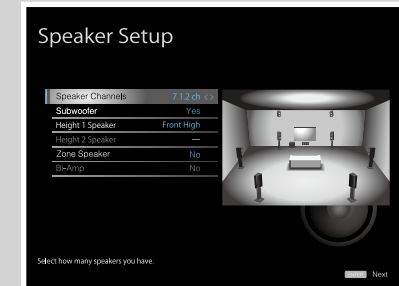 Speaker Setup
Speaker Channels 7.1.2 ch < >
Subwoofer Yes
Height 1 Speaker Front High
Height 2 Speaker ---
Zone Speaker No
Bi-Amp No
Select how many speakers you have.
ENTER Next